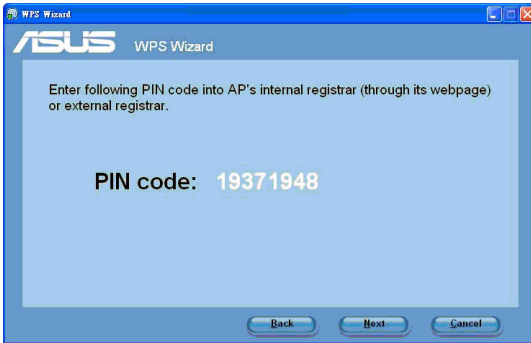 WPS Wizard
ASUS WPS Wizard
Enter following PIN code into AP's internal registrar (through its webpage)
or external registrar.
PIN code: 19371948
Back Next Cancel